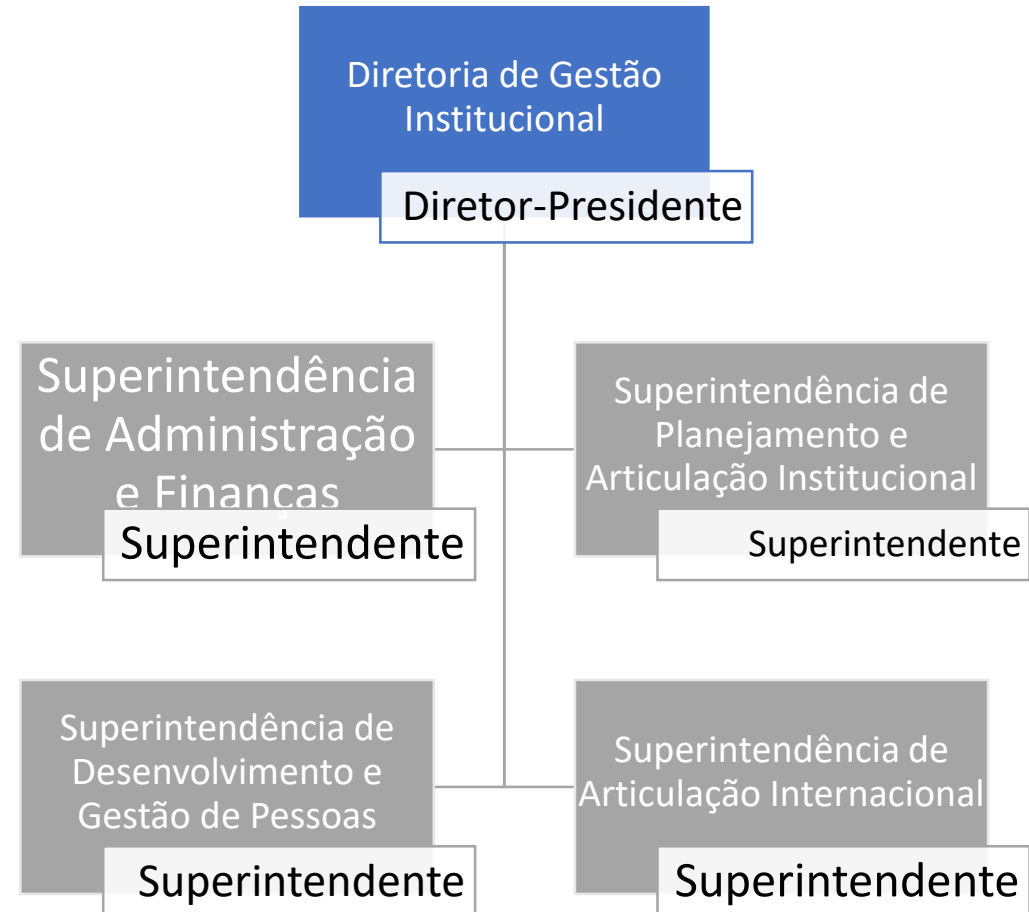 Diretoria de Gestão
Institucional
Diretor-Presidente
Superintendência
de Administração
e Finanças
Superintendente
Superintendência de
Planejamento e
Articulação Institucional
Superintendente
Superintendência de
Desenvolvimento e
Gestão de Pessoas
Superintendente
Superintendência de
Articulação Internacional
Superintendente